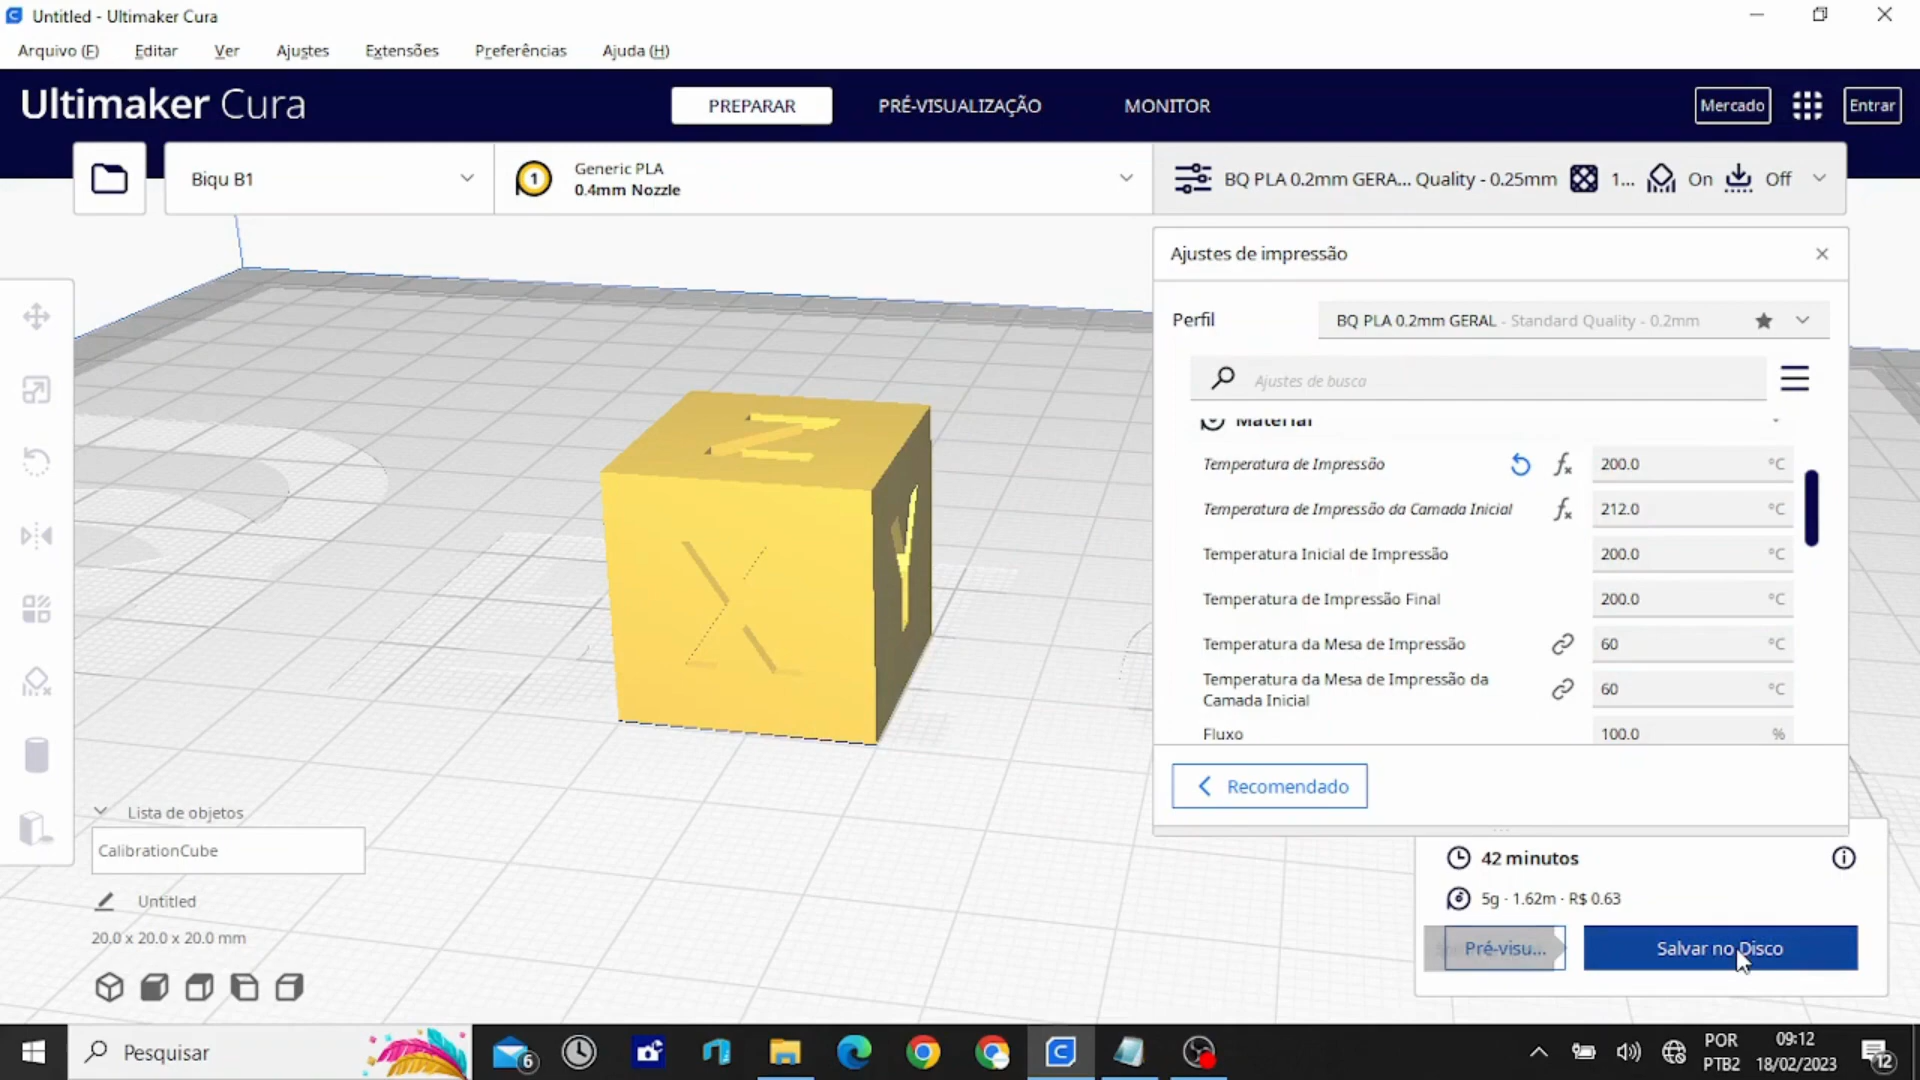 Untitled - Ultimaker Cura
Arquivo (F) Editar Ver Ajustes Extensões Preferências Ajuda (H)
Ultimaker Cura PREPARAR PRÉ-VISUALIZAÇÃO MONITOR Mercado Entrar
Biqu B1
1
Generic PLA
0.4mm Nozzle
BQ PLA 0.2mm GERA... Quality - 0.25mm 1... On Off
Ajustes de impressão
Perfil BQ PLA 0.2mm GERAL - Standard Quality - 0.2mm
Ajustes de busca
Material
Temperatura de Impressão fx 200.0 °C
Temperatura de Impressão da Camada Inicial fx 212.0 °C
Temperatura Inicial de Impressão 200.0 °C
Temperatura de Impressão Final 200.0 °C
Temperatura da Mesa de Impressão 60 °C
Temperatura da Mesa de Impressão da
Camada Inicial 60 °C
Fluxo 100.0 %
Recomendado
Z
X
Y
Lista de objetos
CalibrationCube
Untitled
20.0 x 20.0 x 20.0 mm
42 minutos
5g · 1.62m · R$ 0.63
Pré-visu... Salvar no Disco
Pesquisar
6
POR
PTB2
09:12
18/02/2023
12